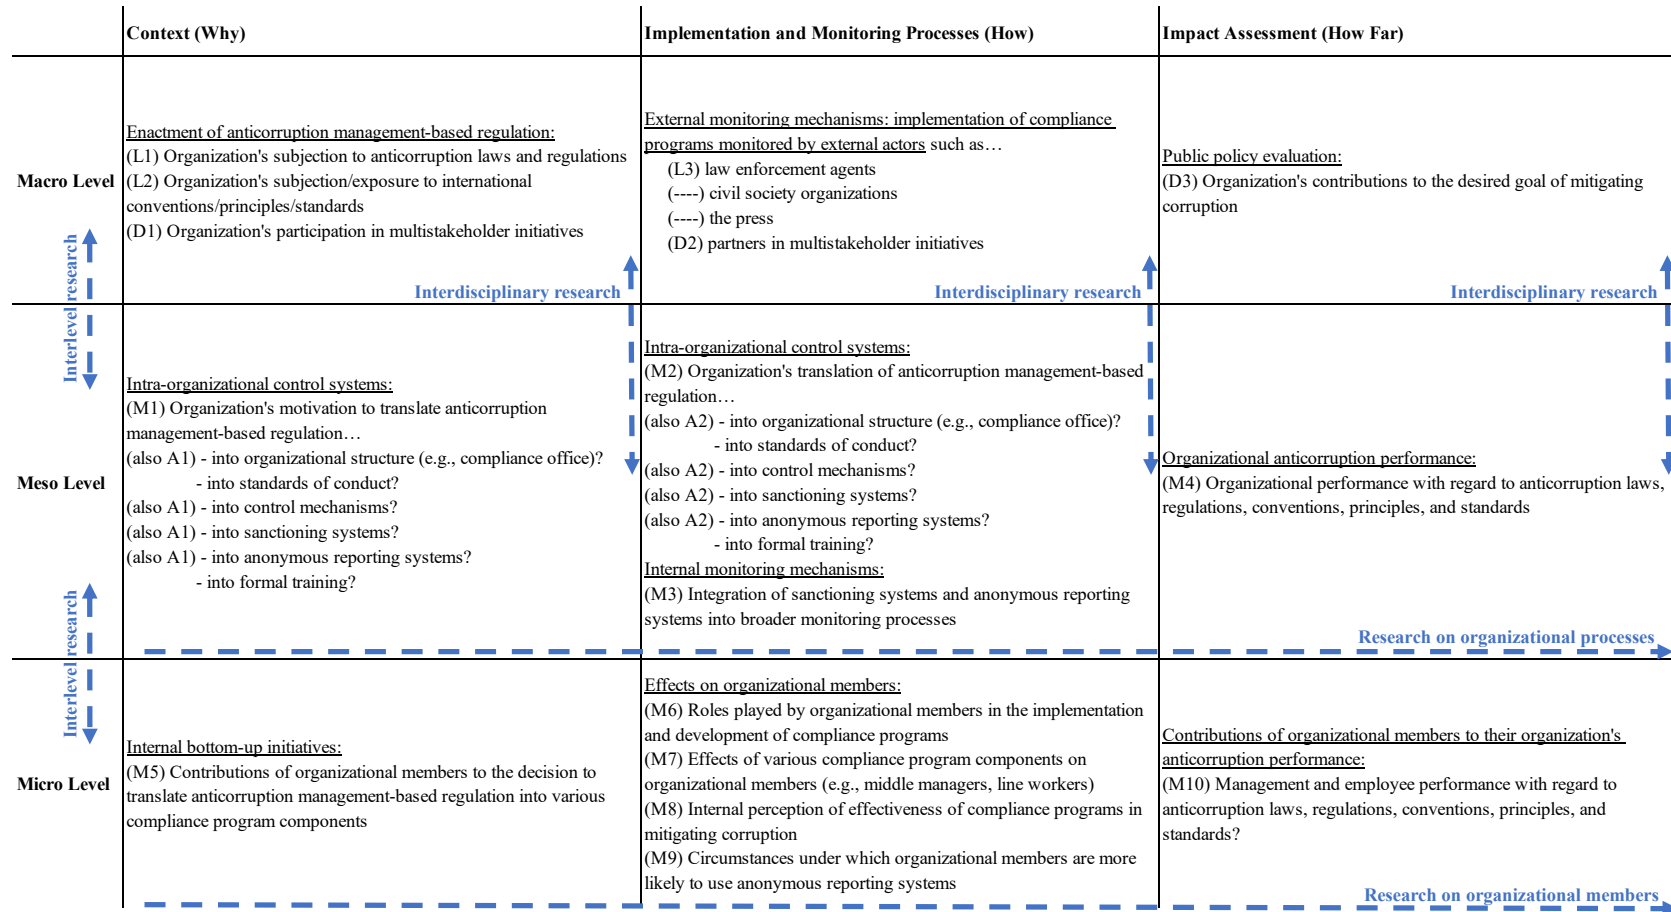 Context (Why)
Implementation and Monitoring Processes (How)
Impact Assessment (How Far)
Macro Level
Enactment of anticorruption management-based regulation:
(L1) Organization's subjection to anticorruption laws and regulations
(L2) Organization's subjection/exposure to international
conventions/principles/standards
(D1) Organization's participation in multistakeholder initiatives
Interdisciplinary research
External monitoring mechanisms: implementation of compliance
programs monitored by external actors such as…
(L3) law enforcement agents
(----) civil society organizations
(----) the press
(D2) partners in multistakeholder initiatives
Interdisciplinary research
Public policy evaluation:
(D3) Organization's contributions to the desired goal of mitigating
corruption
Interdisciplinary research
Interlevel research
Meso Level
Intra-organizational control systems:
(M1) Organization's motivation to translate anticorruption
management-based regulation…
(also A1) - into organizational structure (e.g., compliance office)?
- into standards of conduct?
(also A1) - into control mechanisms?
(also A1) - into sanctioning systems?
(also A1) - into anonymous reporting systems?
- into formal training?
Intra-organizational control systems:
(M2) Organization's translation of anticorruption management-based
regulation…
(also A2) - into organizational structure (e.g., compliance office)?
- into standards of conduct?
(also A2) - into control mechanisms?
(also A2) - into sanctioning systems?
(also A2) - into anonymous reporting systems?
- into formal training?
Internal monitoring mechanisms:
(M3) Integration of sanctioning systems and anonymous reporting
systems into broader monitoring processes
Organizational anticorruption performance:
(M4) Organizational performance with regard to anticorruption laws,
regulations, conventions, principles, and standards
Research on organizational processes
Interlevel research
Micro Level
Internal bottom-up initiatives:
(M5) Contributions of organizational members to the decision to
translate anticorruption management-based regulation into various
compliance program components
Effects on organizational members:
(M6) Roles played by organizational members in the implementation
and development of compliance programs
(M7) Effects of various compliance program components on
organizational members (e.g., middle managers, line workers)
(M8) Internal perception of effectiveness of compliance programs in
mitigating corruption
(M9) Circumstances under which organizational members are more
likely to use anonymous reporting systems
Contributions of organizational members to their organization's
anticorruption performance:
(M10) Management and employee performance with regard to
anticorruption laws, regulations, conventions, principles, and
standards?
Research on organizational members